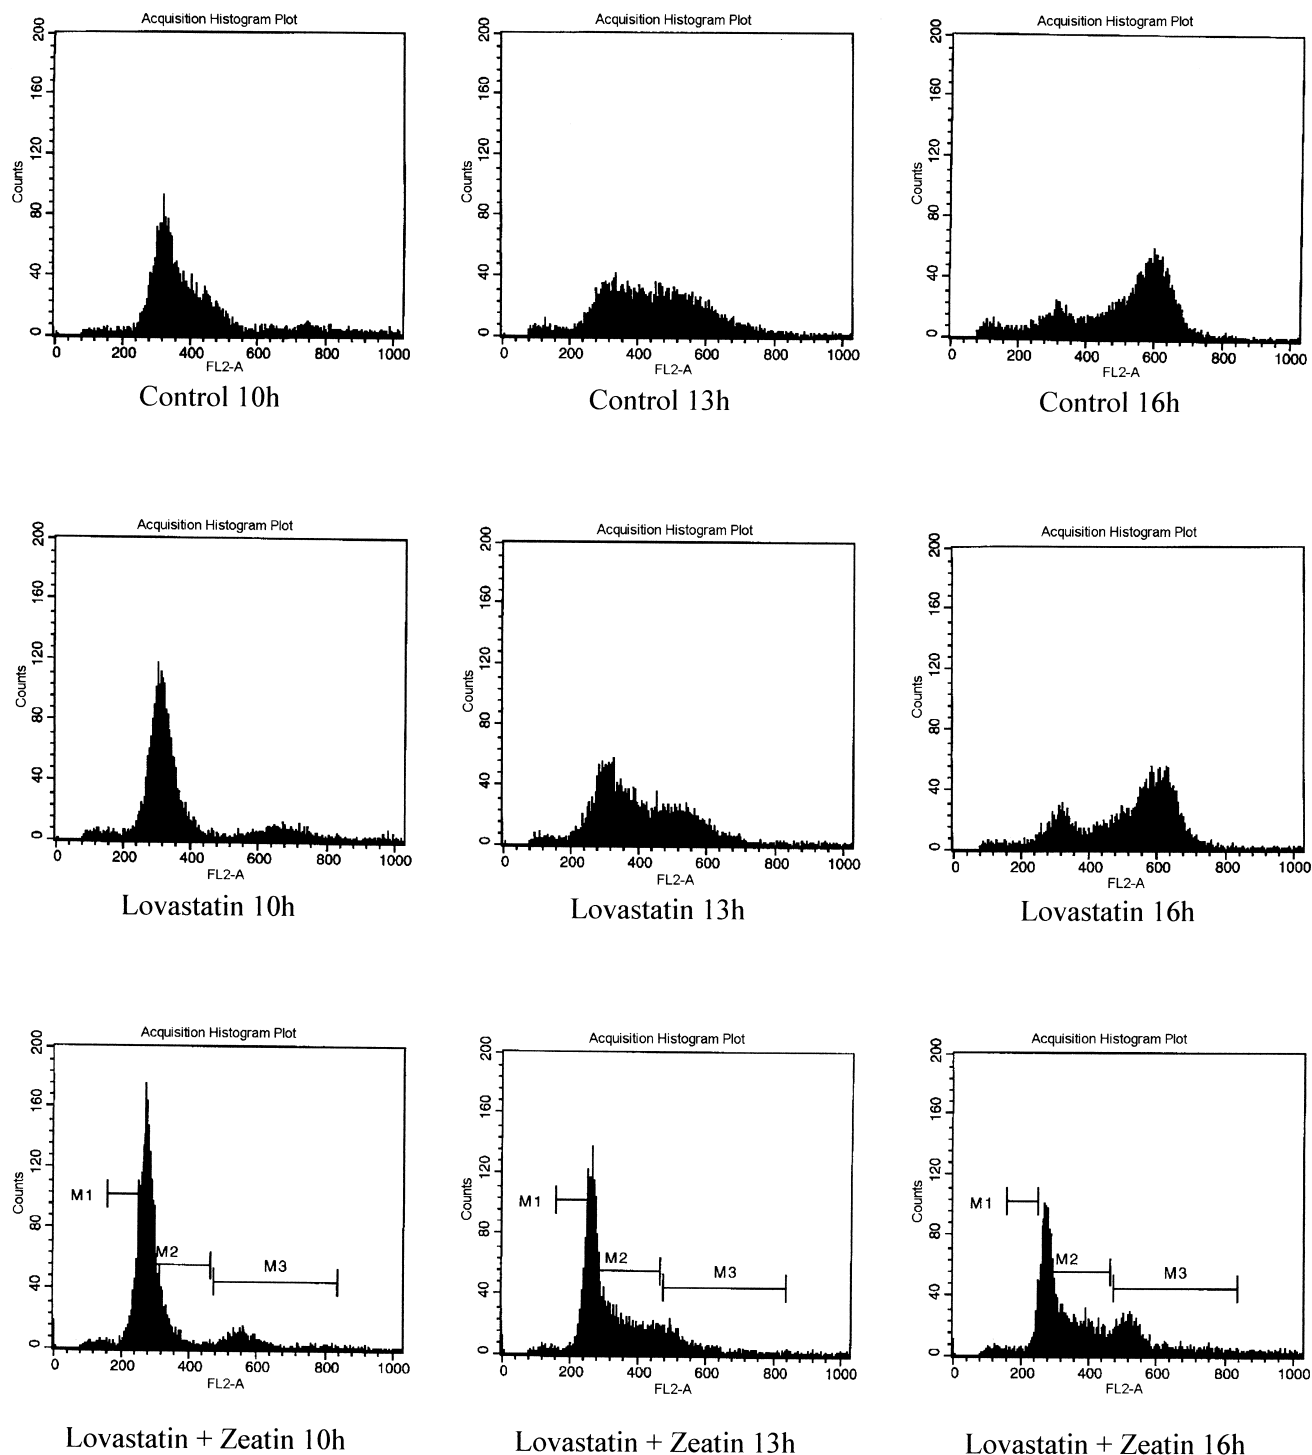 Acquisition Histogram Plot
Counts
200
160
120
80
40
0
0 200 400 600 800 1000
FL2-A
Control 10h
Acquisition Histogram Plot
Counts
200
160
120
80
40
0
0 200 400 600 800 1000
FL2-A
Control 13h
Acquisition Histogram Plot
Counts
200
160
120
80
40
0
0 200 400 600 800 1000
FL2-A
Control 16h
Acquisition Histogram Plot
Counts
200
160
120
80
40
0
0 200 400 600 800 1000
FL2-A
Lovastatin 10h
Acquisition Histogram Plot
Counts
200
160
120
80
40
0
0 200 400 600 800 1000
FL2-A
Lovastatin 13h
Acquisition Histogram Plot
Counts
200
160
120
80
40
0
0 200 400 600 800 1000
FL2-A
Lovastatin 16h
Acquisition Histogram Plot
Counts
200
160
120
80
40
0
M1
M2
M3
0 200 400 600 800 1000
FL2-A
Lovastatin + Zeatin 10h
Acquisition Histogram Plot
Counts
200
160
120
80
40
0
M1
M2
M3
0 200 400 600 800 1000
FL2-A
Lovastatin + Zeatin 13h
Acquisition Histogram Plot
Counts
200
160
120
80
40
0
M1
M2
M3
0 200 400 600 800 1000
FL2-A
Lovastatin + Zeatin 16h